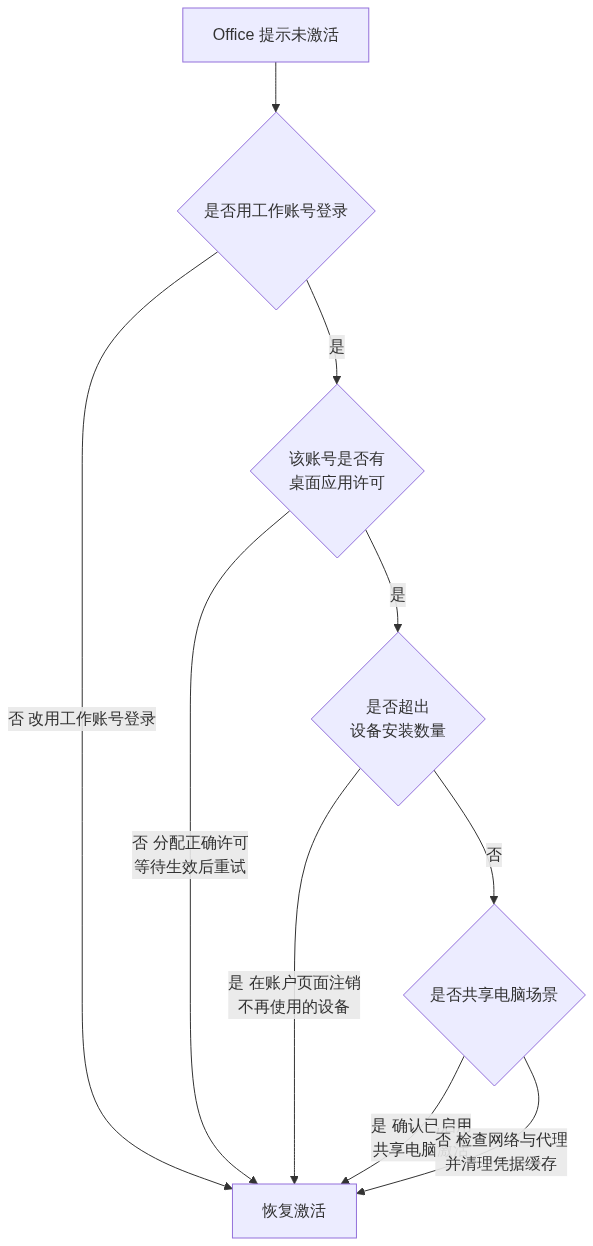 Office 提示未激活
是否用工作账号登录
是
该账号是否有
桌面应用许可
是
是否超出
设备安装数量
否 改用工作账号登录
否 分配正确许可
等待生效后重试
否
是 在账户页面注销
不再使用的设备
是否共享电脑场景
是 确认已启用
共享电脑
否 检查网络与代理
并清理凭据缓存
恢复激活